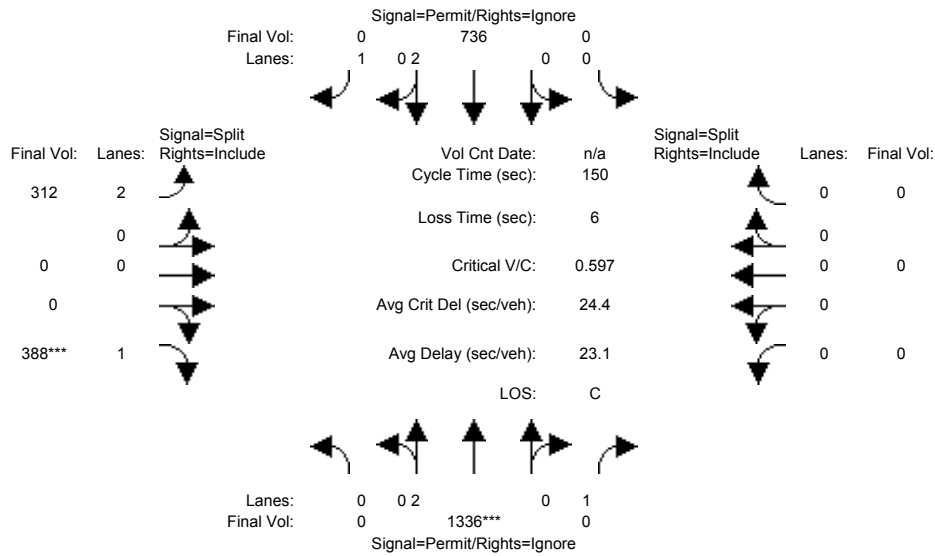 Signal=Permit/Rights=Ignore
Final Vol: 0 736 0
Lanes: 1 0 2 0 0
Signal=Split Signal=Split
Final Vol: Lanes: Rights=Include Vol Cnt Date: n/a Rights=Include Lanes: Final Vol:
Cycle Time (sec): 150
312 2 0 0
Loss Time (sec): 6
0 0
0 0 Critical V/C: 0.597 0 0
0 Avg Crit Del (sec/veh): 24.4 0
388*** 1 Avg Delay (sec/veh): 23.1 0 0
LOS: C
Lanes: 0 0 2 0 1
Final Vol: 0 1336*** 0
Signal=Permit/Rights=Ignore